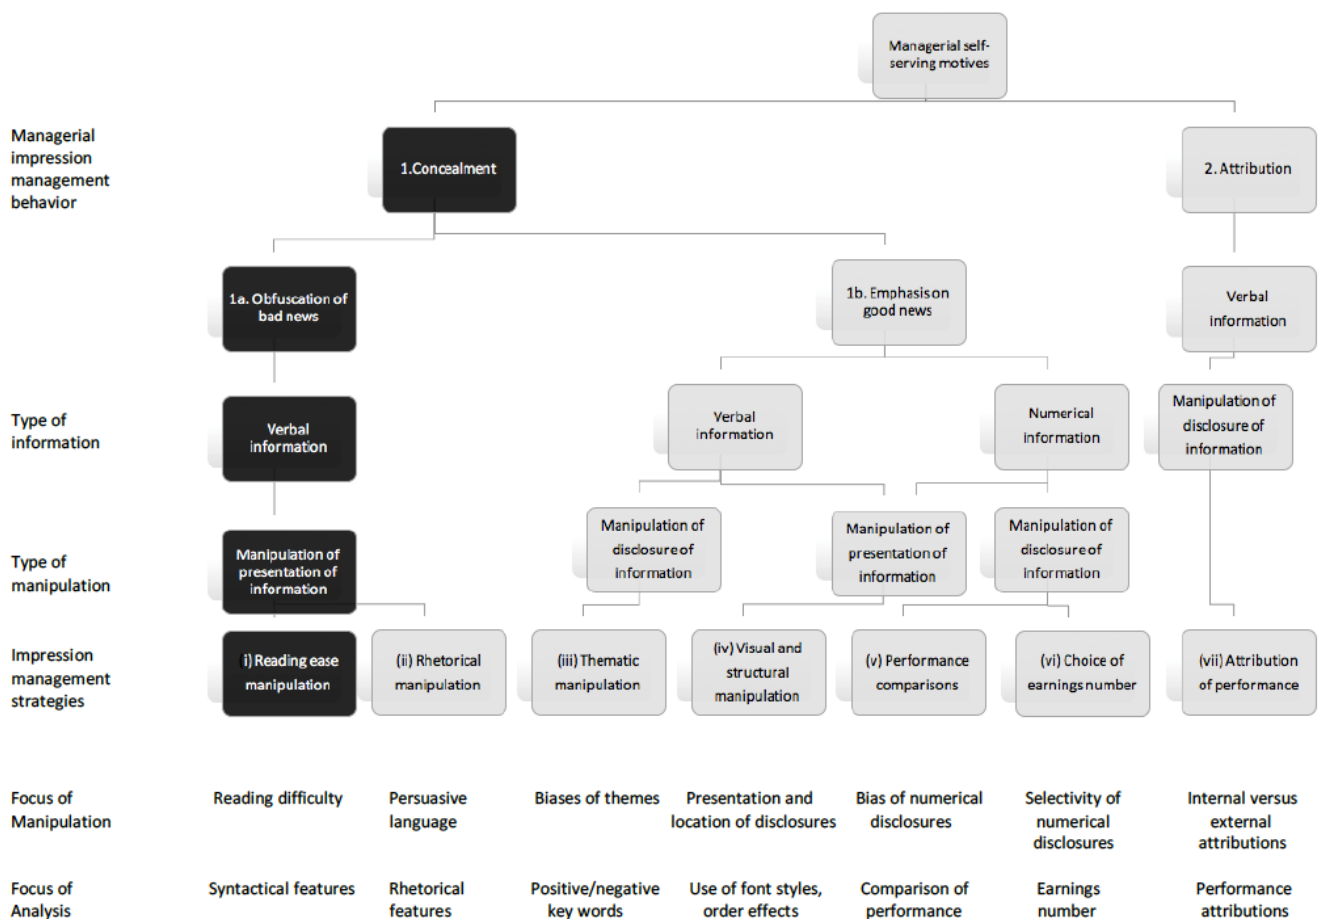 Managerial self-
serving motives
Managerial
impression
management
behavior
1.Concealment
2. Attribution
1a. Obfuscation of
bad news
1b. Emphasis on
good news
Verbal
information
Type of
information
Verbal
information
Verbal
information
Numerical
information
Manipulation of
disclosure of
information
Type of
manipulation
Manipulation of
presentation of
information
Manipulation of
disclosure of
information
Manipulation of
presentation of
information
Manipulation of
disclosure of
information
Impression
management
strategies
(i) Reading ease
manipulation
(ii) Rhetorical
manipulation
(iii) Thematic
manipulation
(iv) Visual and
structural
manipulation
(v) Performance
comparisons
(vi) Choice of
earnings number
(vii) Attribution
of performance
Focus of
Manipulation
Reading difficulty
Persuasive
language
Biases of themes
Presentation and
location of disclosures
Bias of numerical
disclosures
Selectivity of
numerical
disclosures
Internal versus
external
attributions
Focus of
Analysis
Syntactical features
Rhetorical
features
Positive/negative
key words
Use of font styles,
order effects
Comparison of
performance
Earnings
number
Performance
attributions